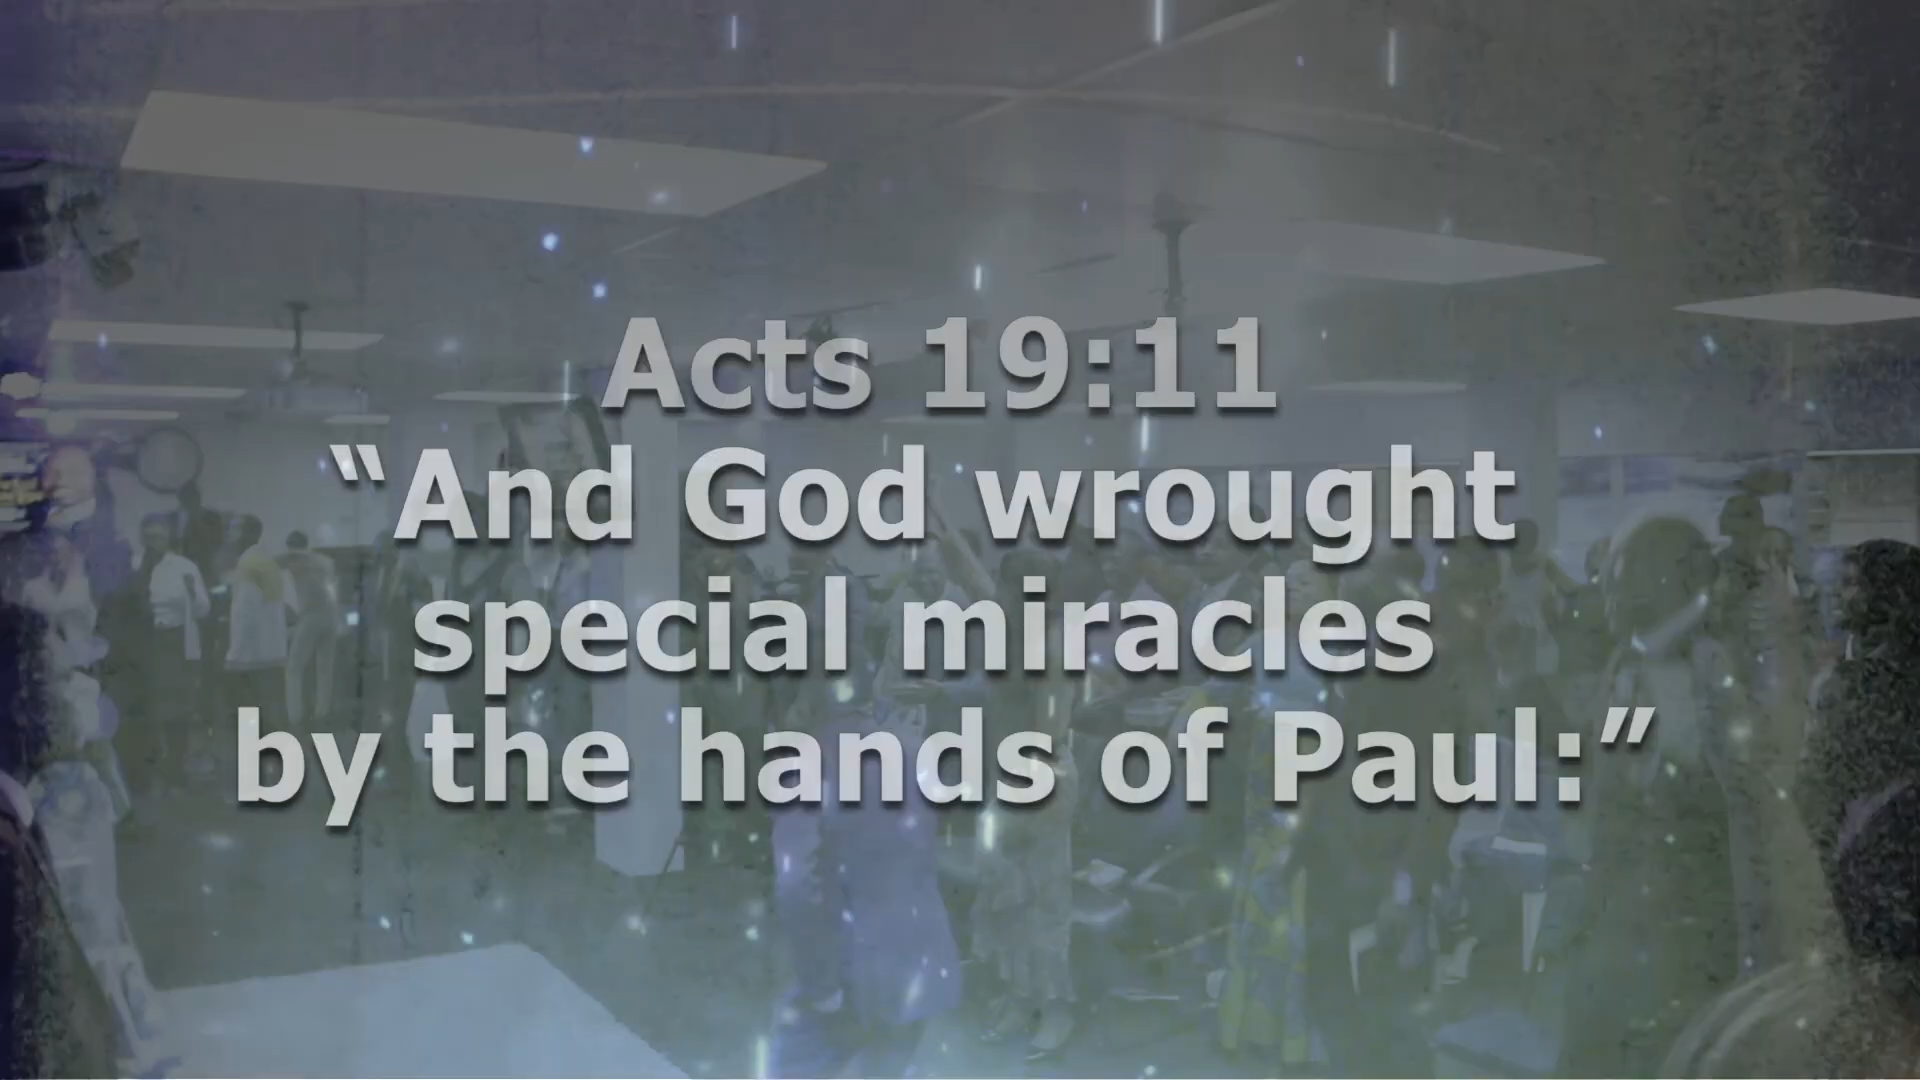 Acts 19:11
“And God wrought
special miracles
by the hands of Paul:”